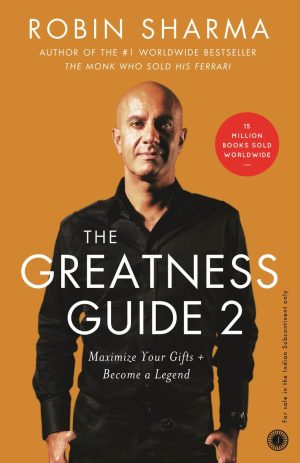 ROBIN SHARMA
AUTHOR OF THE #1 WORLDWIDE BESTSELLER
THE MONK WHO SOLD HIS FERRARI
15
MILLION
BOOKS SOLD
WORLDWIDE
THE
GREATNESS
GUIDE 2
Maximize Your Gifts +
Become a Legend
For sale in the Indian Subcontinent only